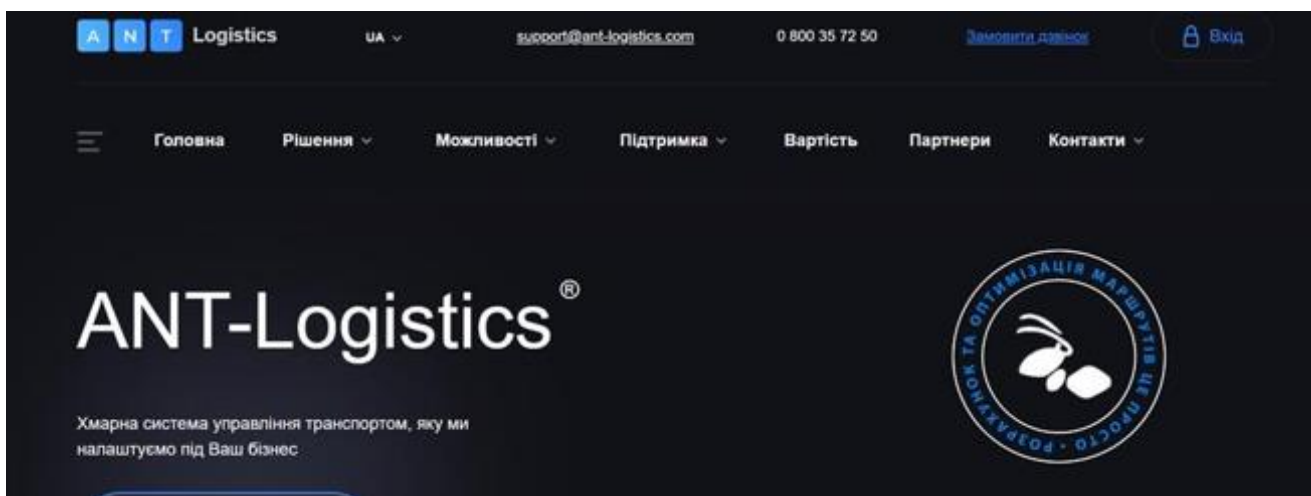 ANT Logistics
UA
support@ant-logistics.com
0 800 35 72 50
Замовити дзвінок
Вхід
Головна
Рішення
Можливості
Підтримка
Вартість
Партнери
Контакти
ANT-Logistics®
Хмарна система управління транспортом, яку ми
налаштуємо під Ваш бізнес
РОЗРАХУНОК ТА ОПТИМІЗАЦІЯ МАРШРУТІВ ЦЕ ПРОСТО •